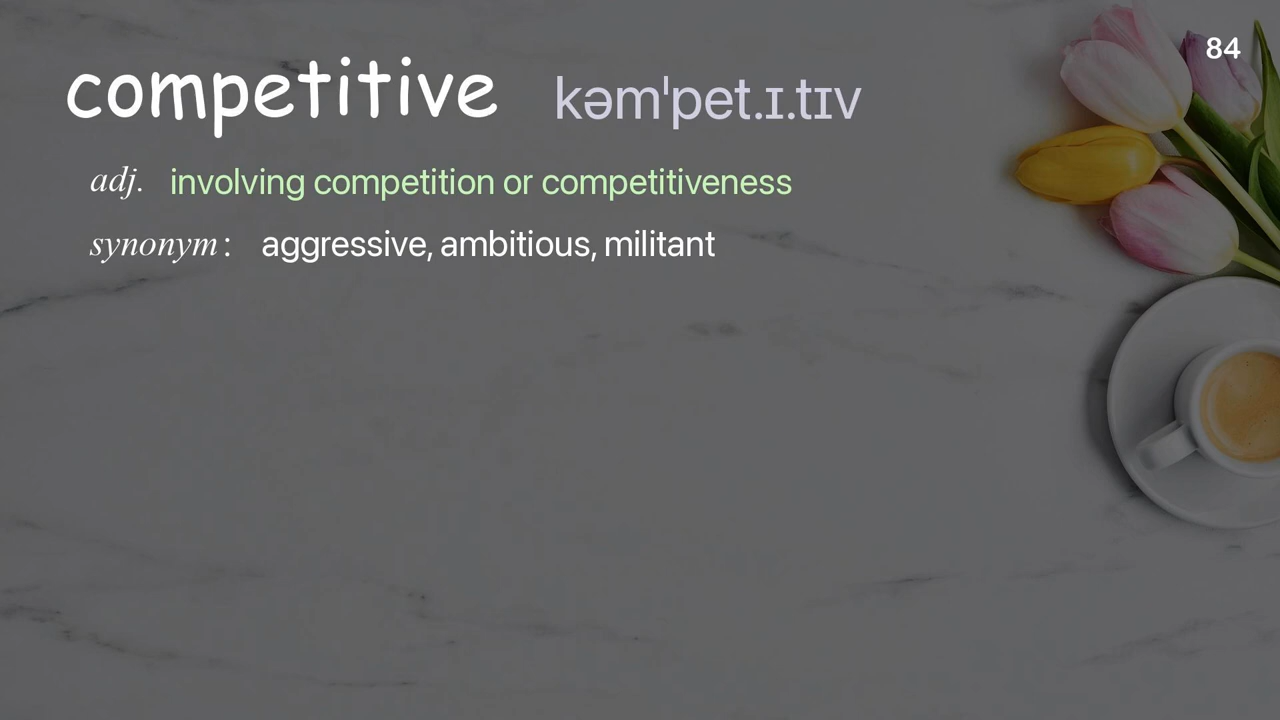 84
competitive kəmˈpet.ɪ.tɪv
adj. involving competition or competitiveness
synonym: aggressive, ambitious, militant